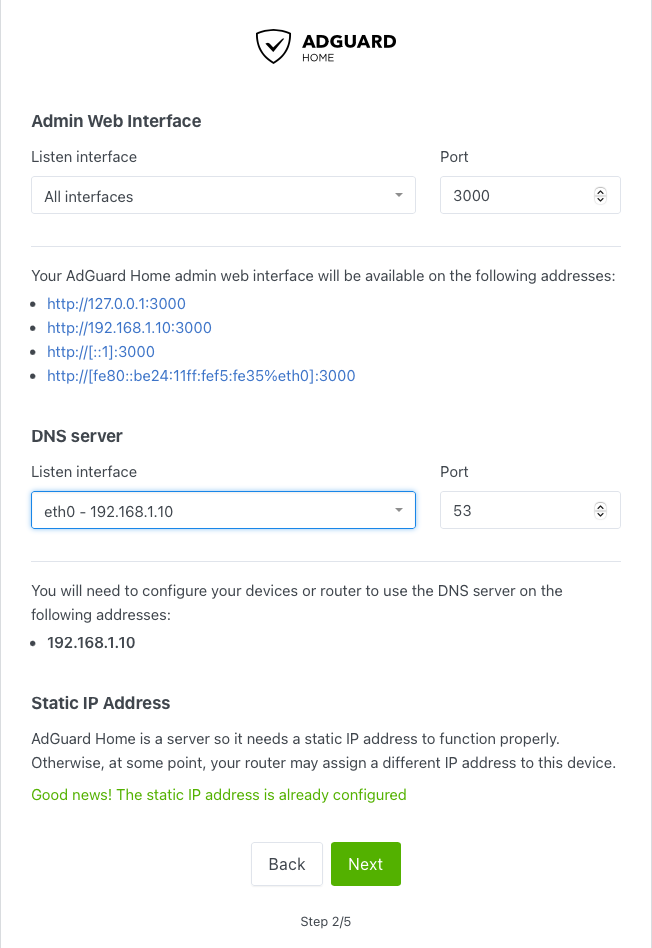 ADGUARD
HOME
Admin Web Interface
Listen interface
Port
All interfaces
3000
Your AdGuard Home admin web interface will be available on the following addresses:
http://127.0.0.1:3000
http://192.168.1.10:3000
http://[::1]:3000
http://[fe80::be24:11ff:fef5:fe35%eth0]:3000
DNS server
Listen interface
Port
eth0 - 192.168.1.10
53
You will need to configure your devices or router to use the DNS server on the
following addresses:
192.168.1.10
Static IP Address
AdGuard Home is a server so it needs a static IP address to function properly.
Otherwise, at some point, your router may assign a different IP address to this device.
Good news! The static IP address is already configured
Back
Next
Step 2/5